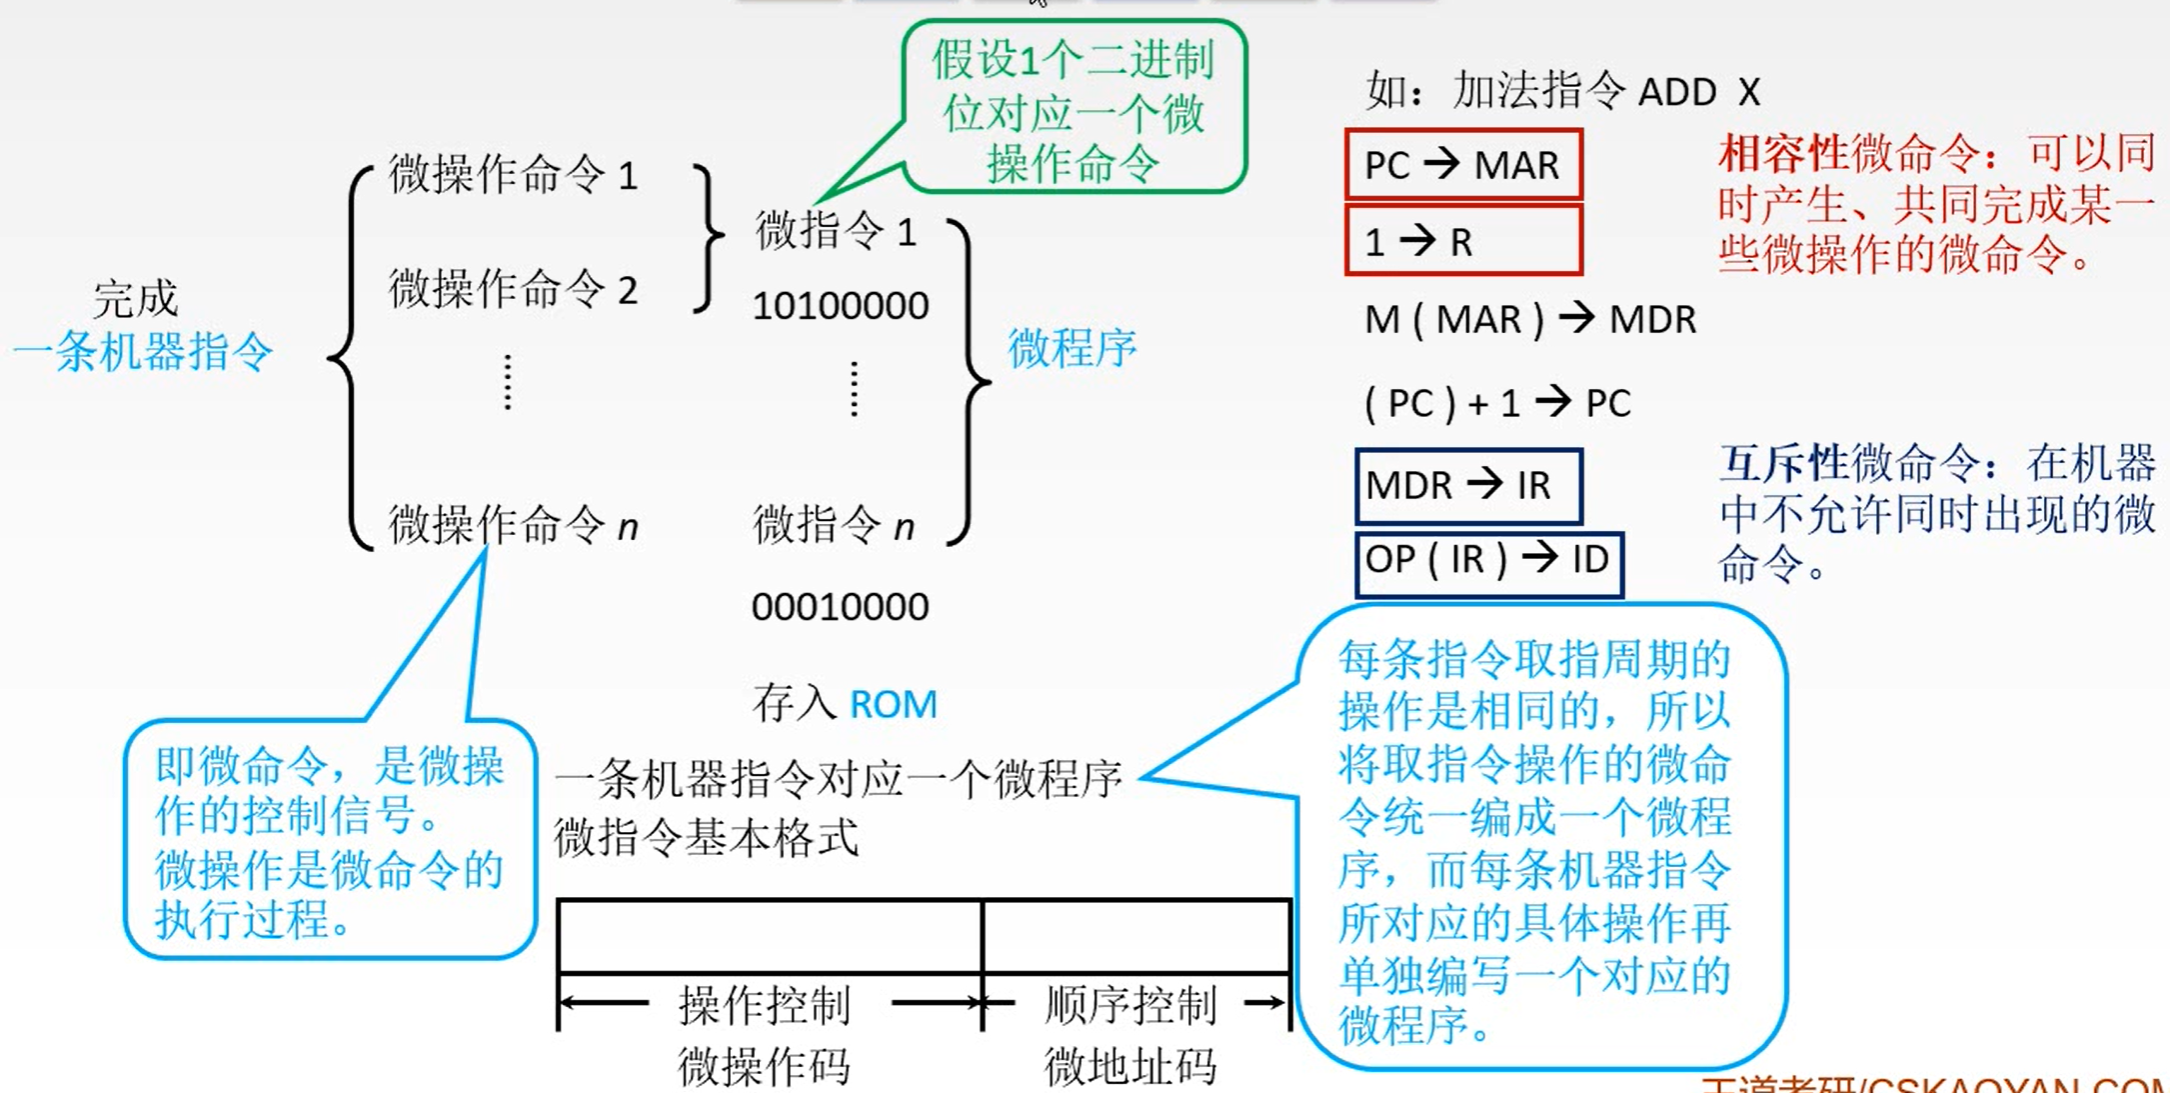 假设1个二进制
位对应一个微
操作命令
完成
一条机器指令
微操作命令 1
微操作命令 2
微操作命令 n
微指令 1
10100000
微指令 n
00010000
存入 ROM
微程序
即微命令，是微操
作的控制信号。
微操作是微命令的
执行过程。
一条机器指令对应一个微程序
微指令基本格式
操作控制
微操作码
顺序控制
微地址码
如：加法指令 ADD X
PC → MAR
1 → R
M ( MAR ) → MDR
( PC ) + 1 → PC
MDR → IR
OP ( IR ) → ID
相容性微命令：可以同
时产生、共同完成某一
些微操作的微命令。
互斥性微命令：在机器
中不允许同时出现的微
命令。
每条指令取指周期的
操作是相同的，所以
将取指令操作的微命
令统一编成一个微程
序，而每条机器指令
所对应的具体操作再
单独编写一个对应的
微程序。
王道考研/CSKAOYAN.COM